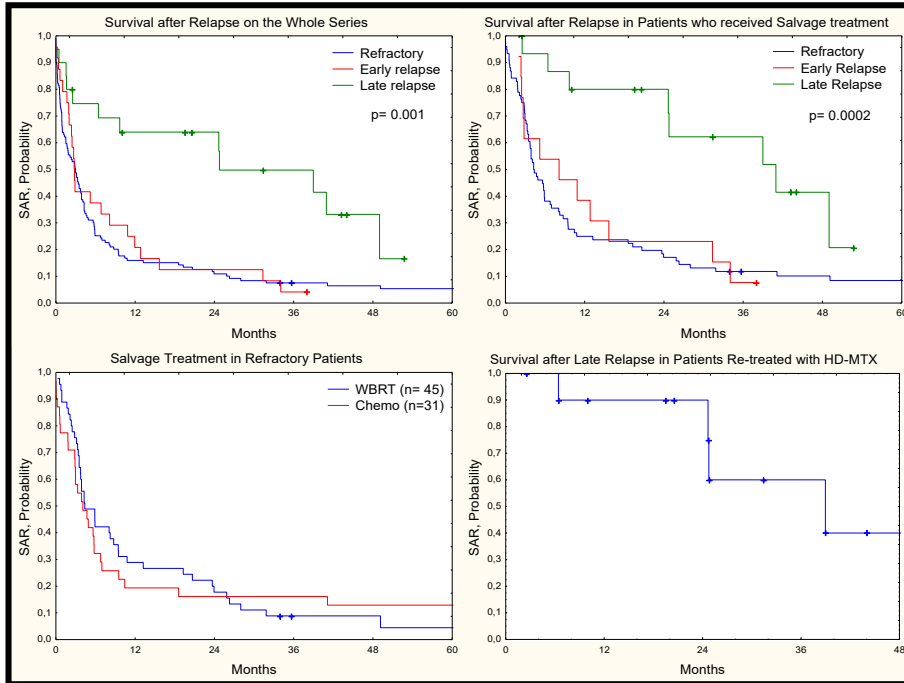 Survival after Relapse on the Whole Series
1,0
0,9
0,8
0,7
0,6
0,5
0,4
0,3
0,2
0,1
0,0
SAR, Probability
Refractory
Early relapse
Late relapse
p= 0.001
0 12 24 36 48 60
Months
Survival after Relapse in Patients who received Salvage treatment
1,0
0,9
0,8
0,7
0,6
0,5
0,4
0,3
0,2
0,1
0,0
SAR, Probability
Refractory
Early Relapse
Late Relapse
p= 0.0002
0 12 24 36 48 60
Months
Salvage Treatment in Refractory Patients
1,0
0,9
0,8
0,7
0,6
0,5
0,4
0,3
0,2
0,1
0,0
SAR, Probability
WBRT (n= 45)
Chemo (n=31)
0 12 24 36 48 60
Months
Survival after Late Relapse in Patients Re-treated with HD-MTX
1,0
0,9
0,8
0,7
0,6
0,5
0,4
0,3
0,2
0,1
0,0
SAR, Probability
0 12 24 36 48
Months